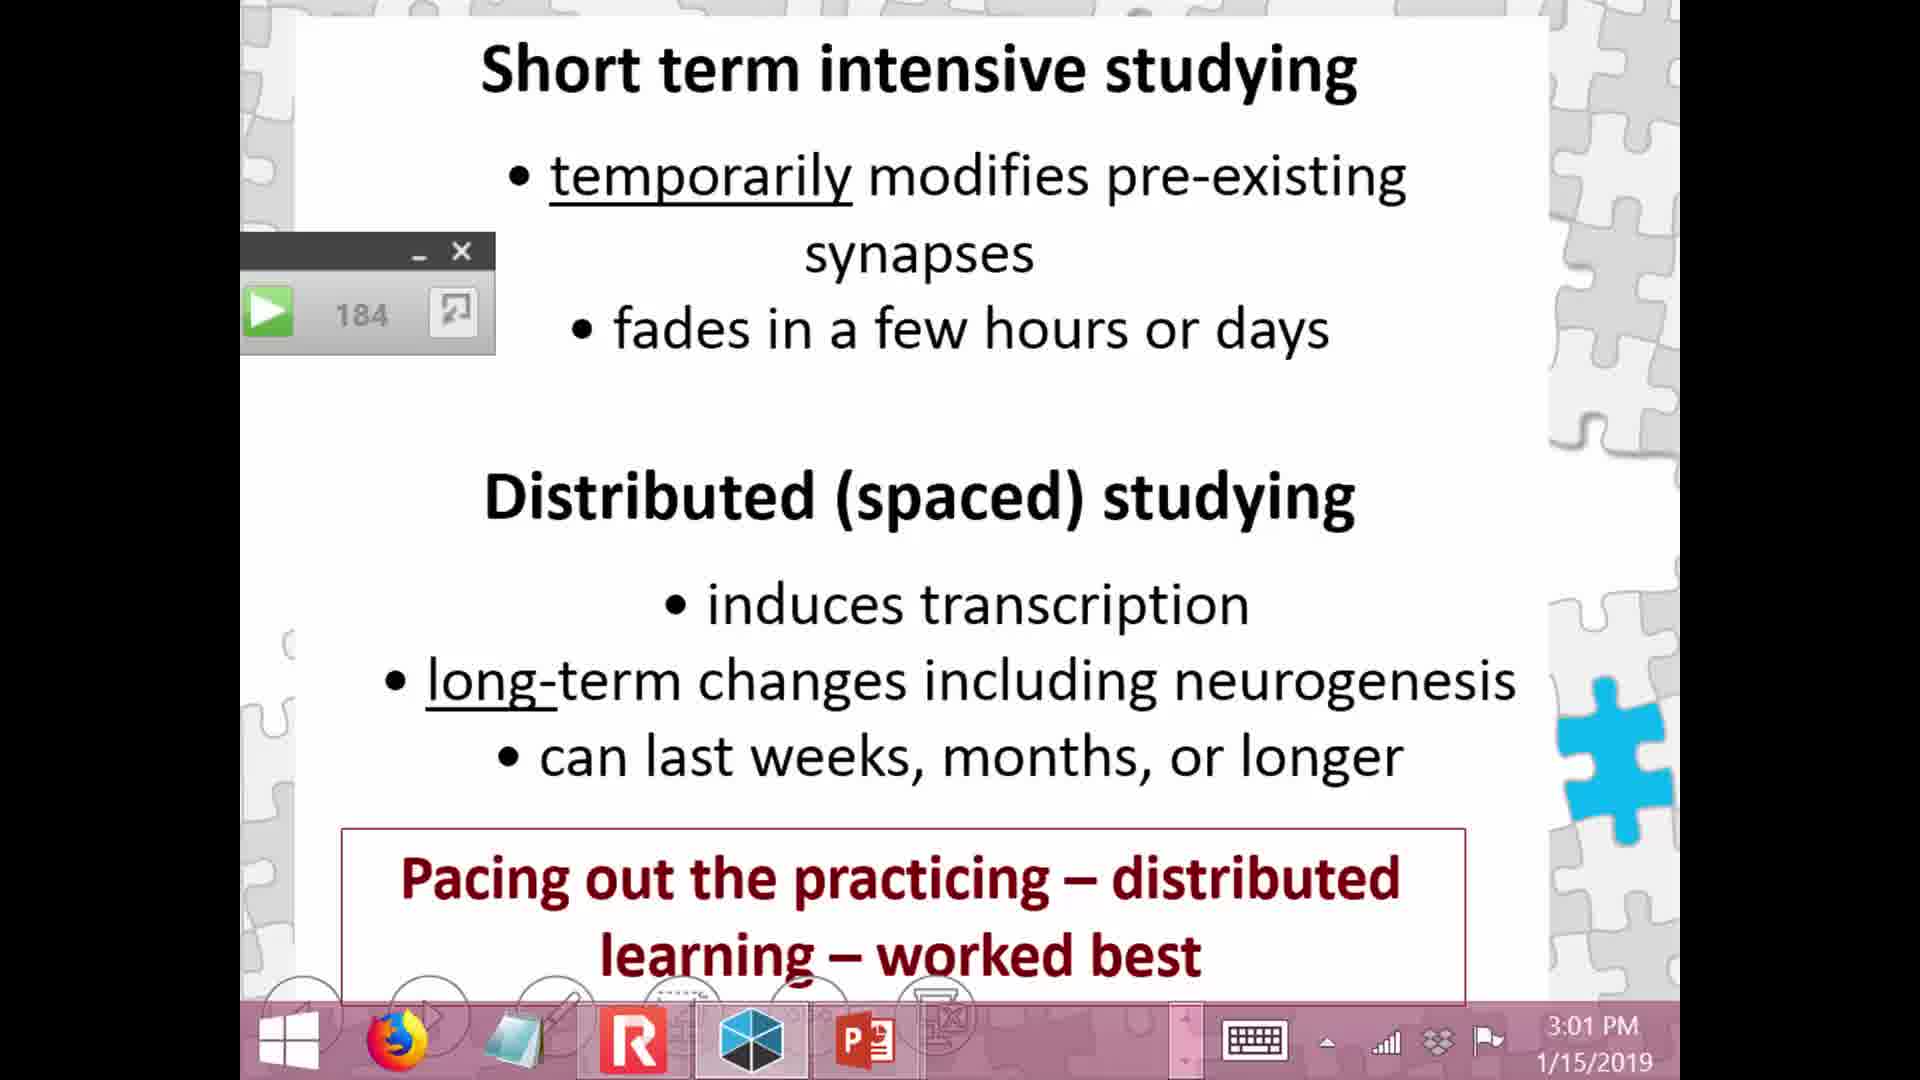 Short term intensive studying
• temporarily modifies pre-existing
synapses
• fades in a few hours or days
184
Distributed (spaced) studying
• induces transcription
• long-term changes including neurogenesis
• can last weeks, months, or longer
Pacing out the practicing – distributed
learning – worked best
3:01 PM
1/15/2019